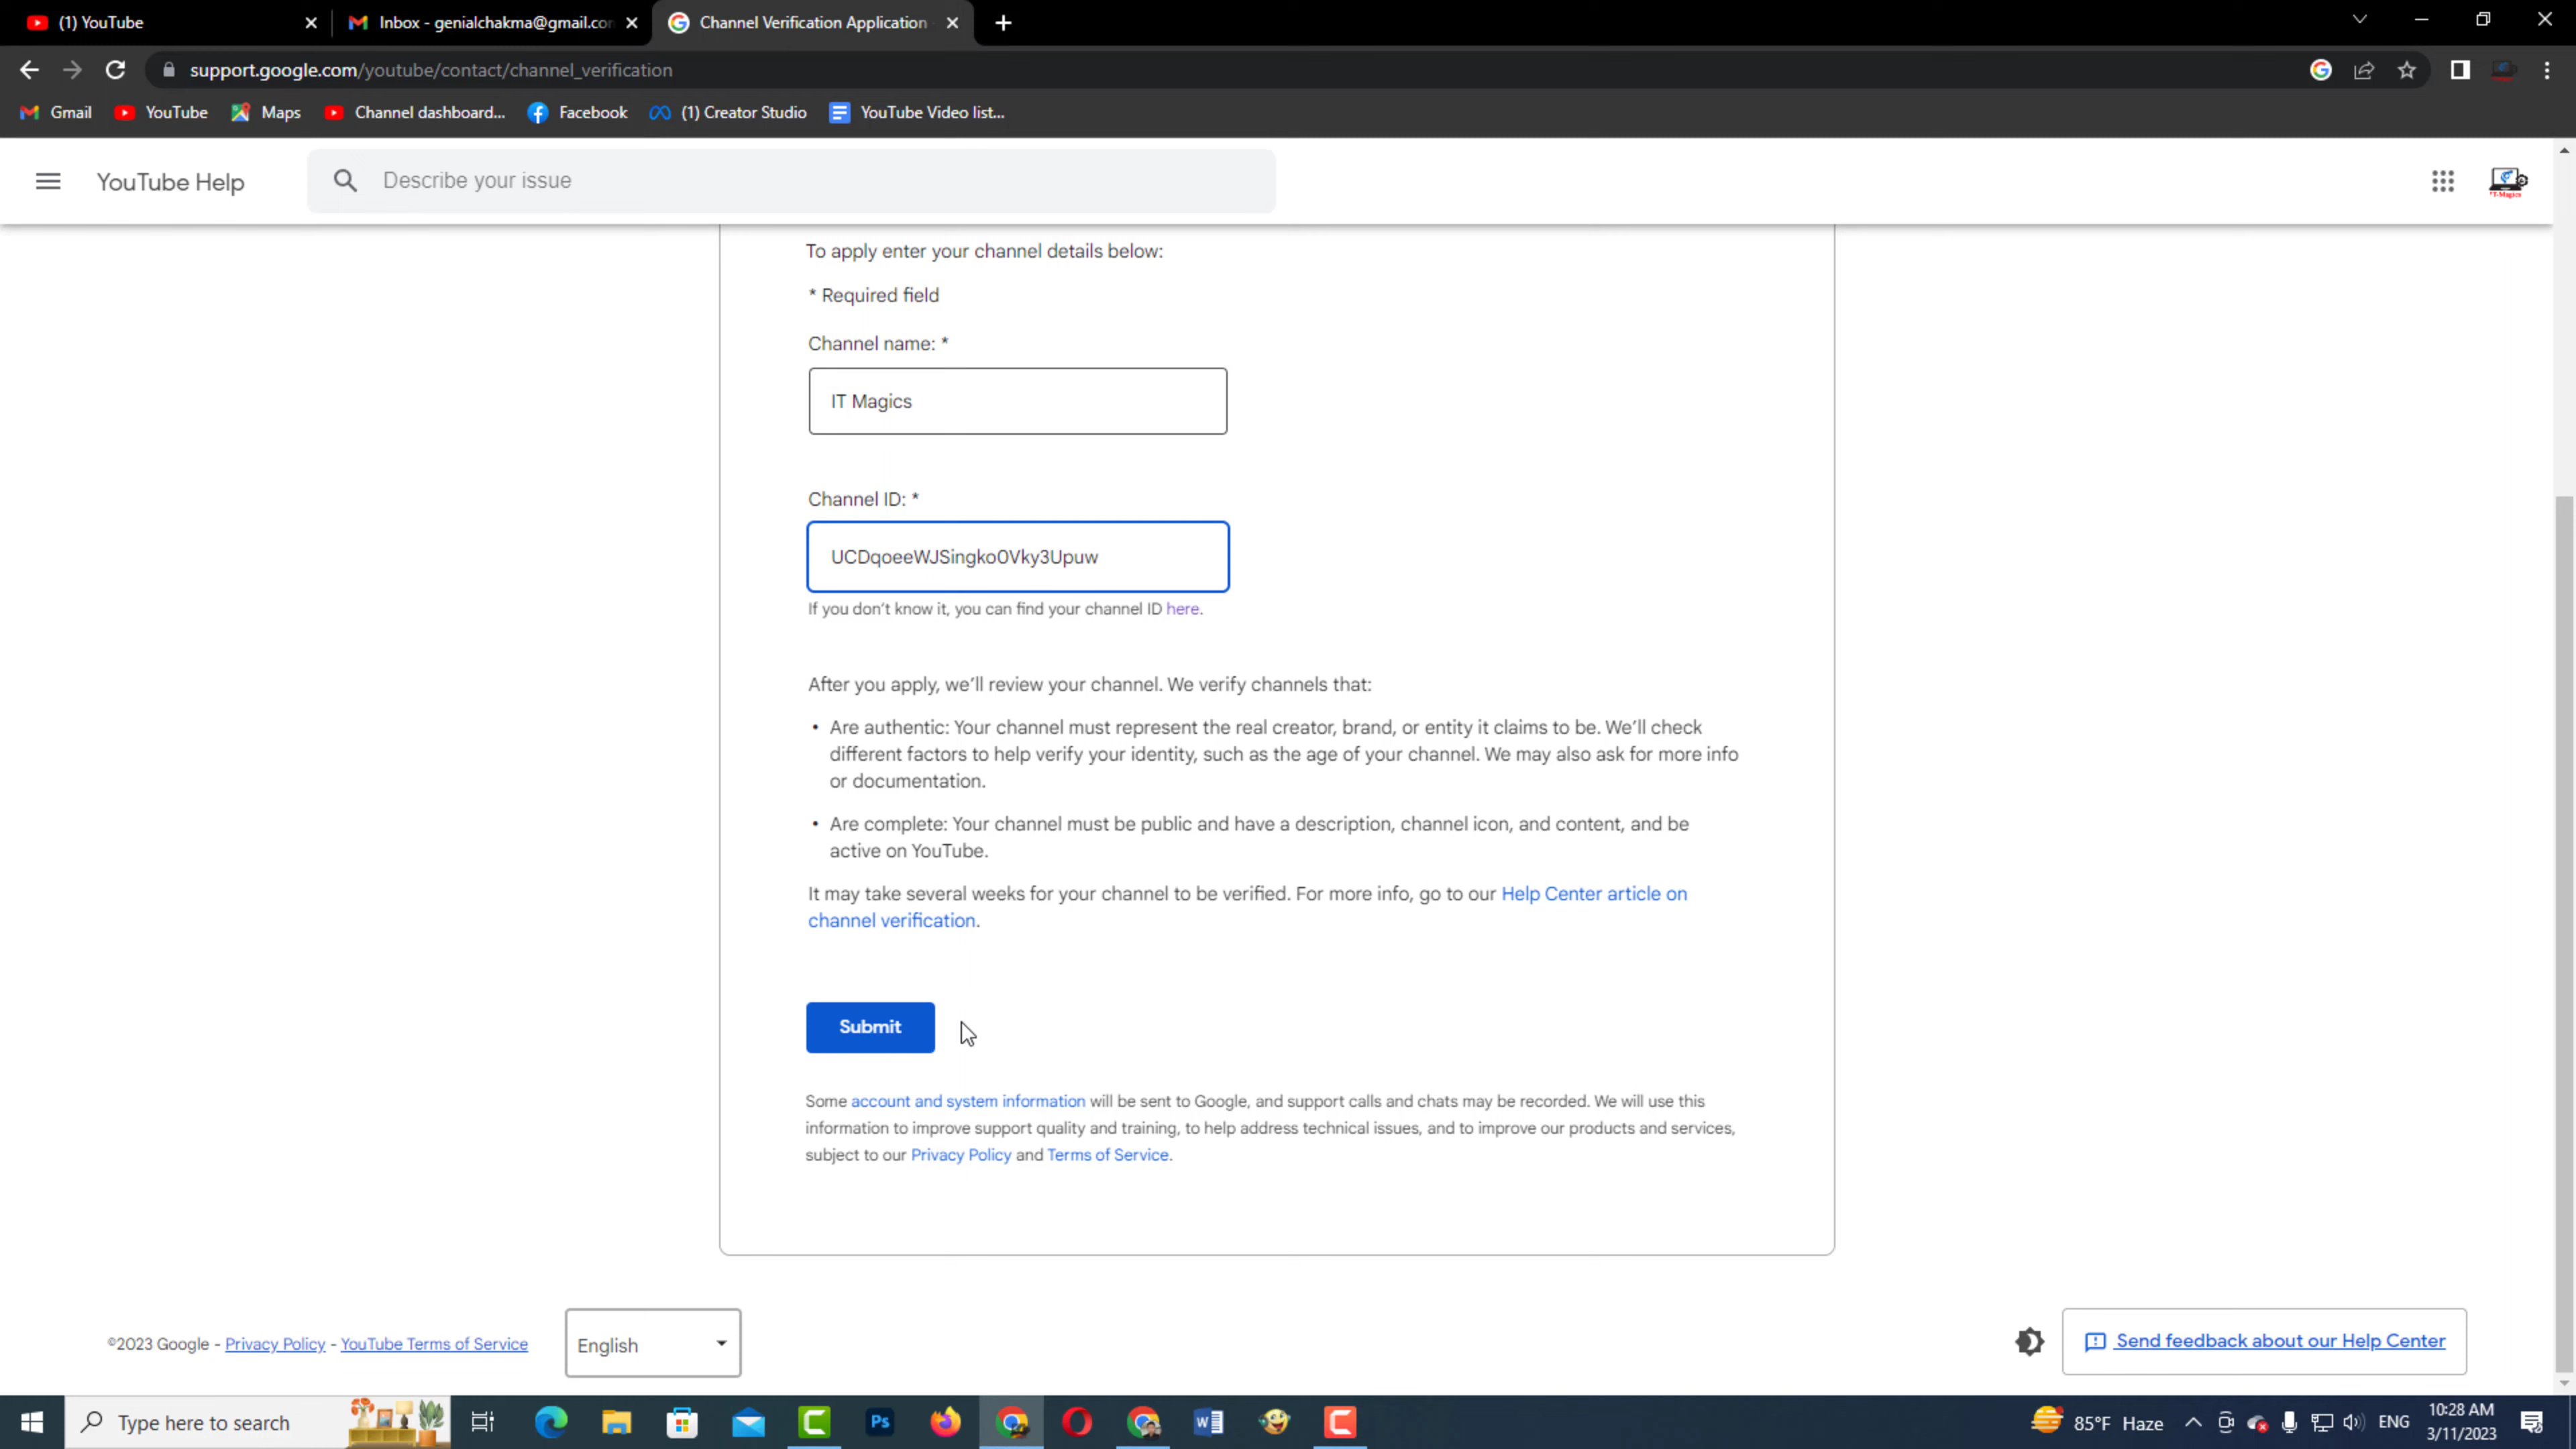 (1) YouTube
Inbox - genialchakma@gmail.co
Channel Verification Application
support.google.com/youtube/contact/channel_verification
Gmail
YouTube
Maps
Channel dashboard...
Facebook
(1) Creator Studio
YouTube Video list...
YouTube Help
Describe your issue
IT-Magics
To apply enter your channel details below:
* Required field
Channel name: *
IT Magics
Channel ID: *
UCDqoeeWJSingko0Vky3Upuw
If you don’t know it, you can find your channel ID here.
After you apply, we’ll review your channel. We verify channels that:
• Are authentic: Your channel must represent the real creator, brand, or entity it claims to be. We’ll check
different factors to help verify your identity, such as the age of your channel. We may also ask for more info
or documentation.
• Are complete: Your channel must be public and have a description, channel icon, and content, and be
active on YouTube.
It may take several weeks for your channel to be verified. For more info, go to our Help Center article on
channel verification.
Submit
Some account and system information will be sent to Google, and support calls and chats may be recorded. We will use this
information to improve support quality and training, to help address technical issues, and to improve our products and services,
subject to our Privacy Policy and Terms of Service.
©2023 Google - Privacy Policy - YouTube Terms of Service
English
Send feedback about our Help Center
Type here to search
Ps
85°F Haze
ENG
10:28 AM
3/11/2023